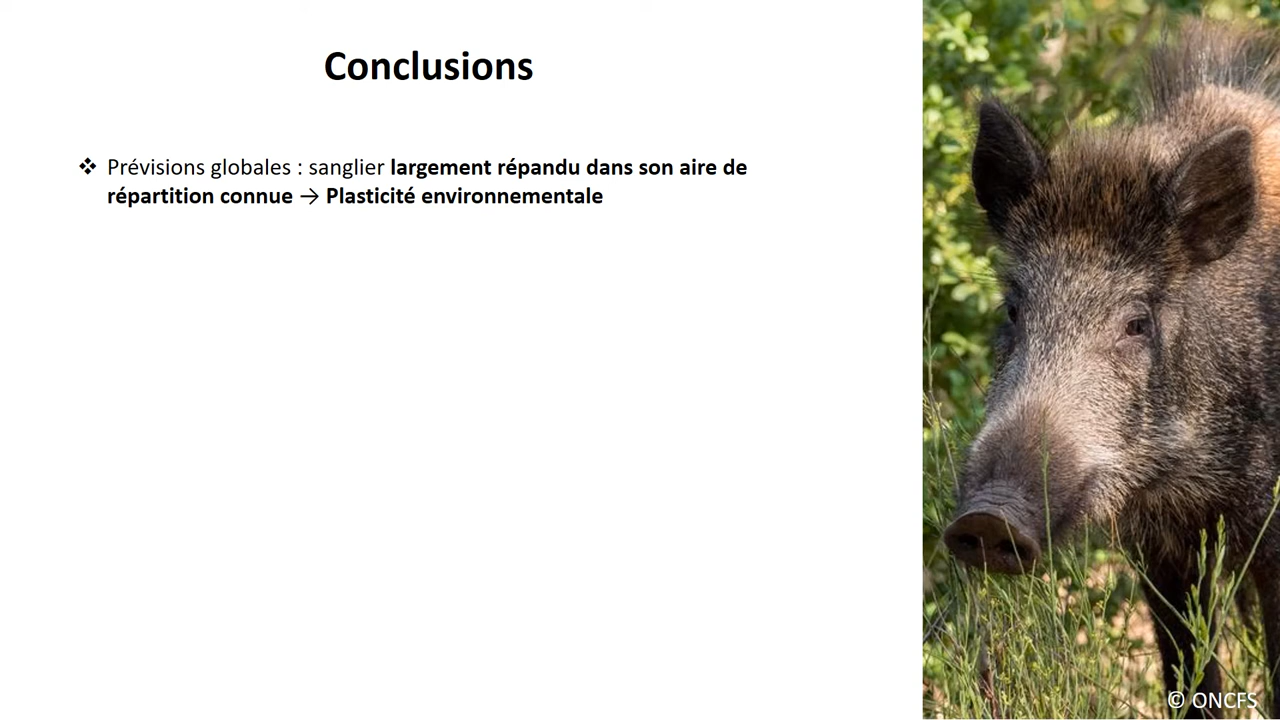 Conclusions
❖ Prévisions globales : sanglier largement répandu dans son aire de
répartition connue → Plasticité environnementale
© ONCFS